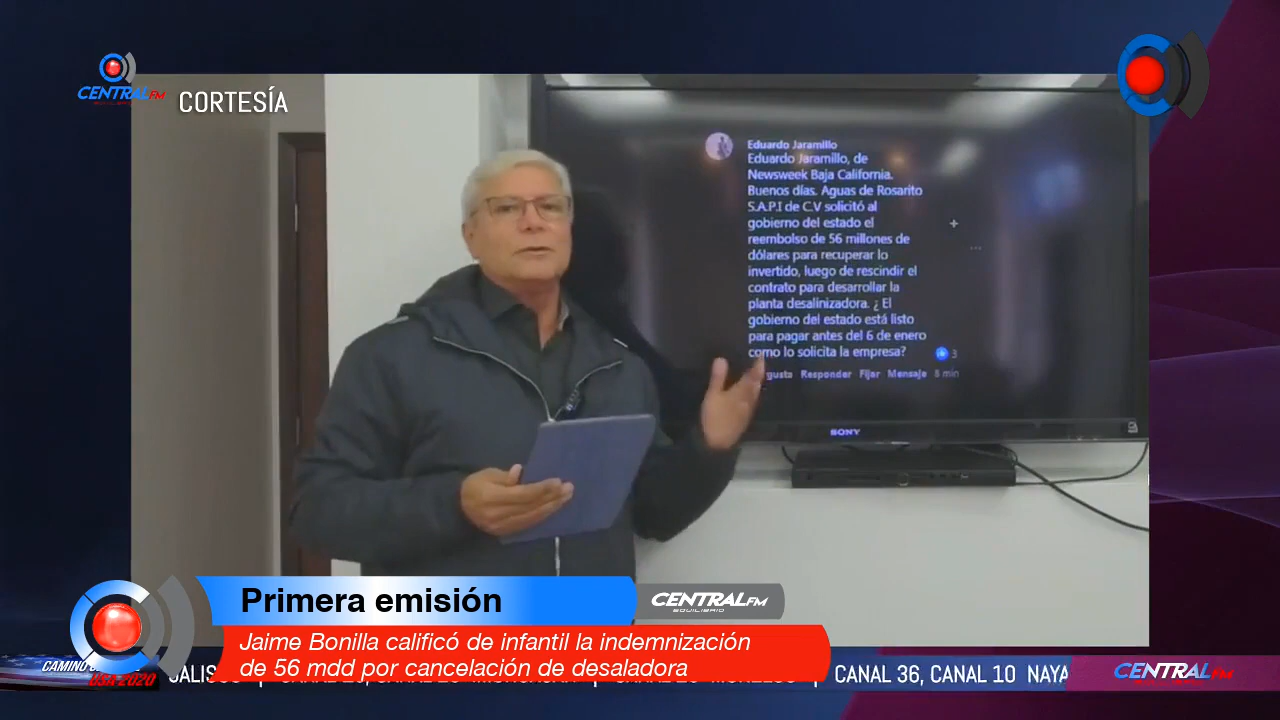 CENTRAL FM
EQUILIBRIO
CORTESÍA
Eduardo Jaramillo
Eduardo Jaramillo, de
Newsweek Baja California.
Buenos días. Aguas de Rosarito
S.A.P.I de C.V solicitó al
gobierno del estado el
reembolso de 56 millones de
dólares para recuperar lo
invertido, luego de rescindir el
contrato para desarrollar la
planta desalinizadora. ¿ El
gobierno del estado está listo
para pagar antes del 6 de enero
como lo solicita la empresa?
3
Responder Fijar Mensaje 8 min
SONY
Primera emisión
CENTRAL FM
EQUILIBRIO
Jaime Bonilla calificó de infantil la indemnización
de 56 mdd por cancelación de desaladora
CAMINO
USA 2020
CANAL 36, CANAL 10 NAYA
CENTRAL FM